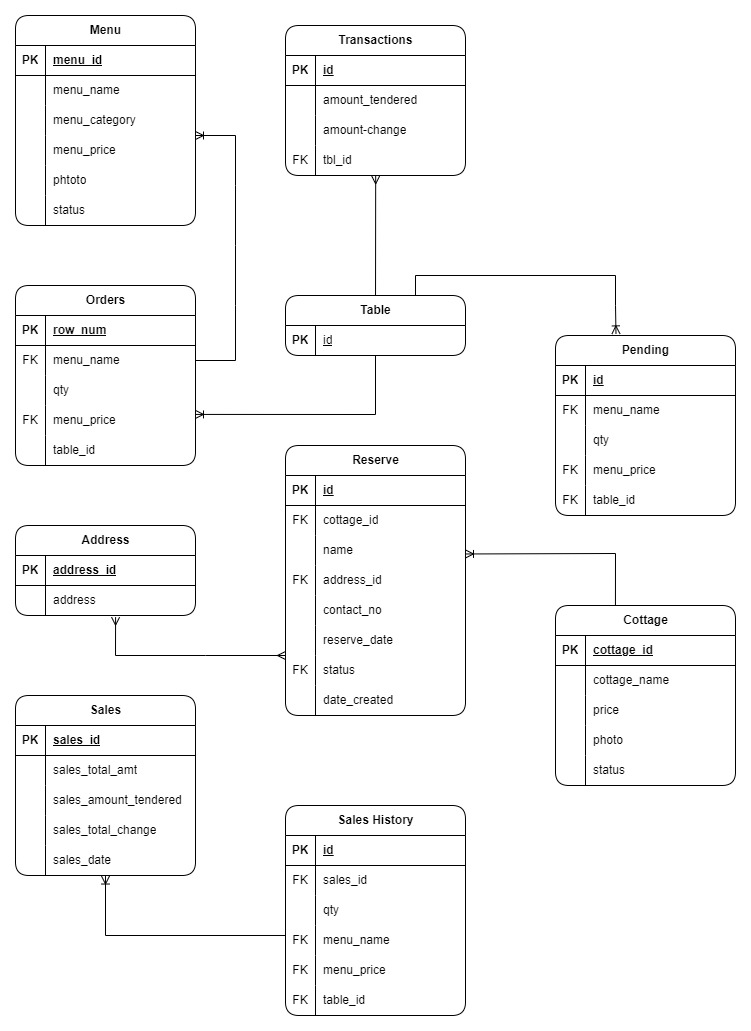 Menu
PK menu_id
menu_name
menu_category
menu_price
phtoto
status
Transactions
PK id
amount_tendered
amount-change
FK tbl_id
Orders
PK row_num
FK menu_name
qty
FK menu_price
table_id
Table
PK id
Pending
PK id
FK menu_name
qty
FK menu_price
FK table_id
Reserve
PK id
FK cottage_id
name
FK address_id
contact_no
reserve_date
FK status
date_created
Address
PK address_id
address
Cottage
PK cottage_id
cottage_name
price
photo
status
Sales
PK sales_id
sales_total_amt
sales_amount_tendered
sales_total_change
sales_date
Sales History
PK id
FK sales_id
qty
FK menu_name
FK menu_price
FK table_id